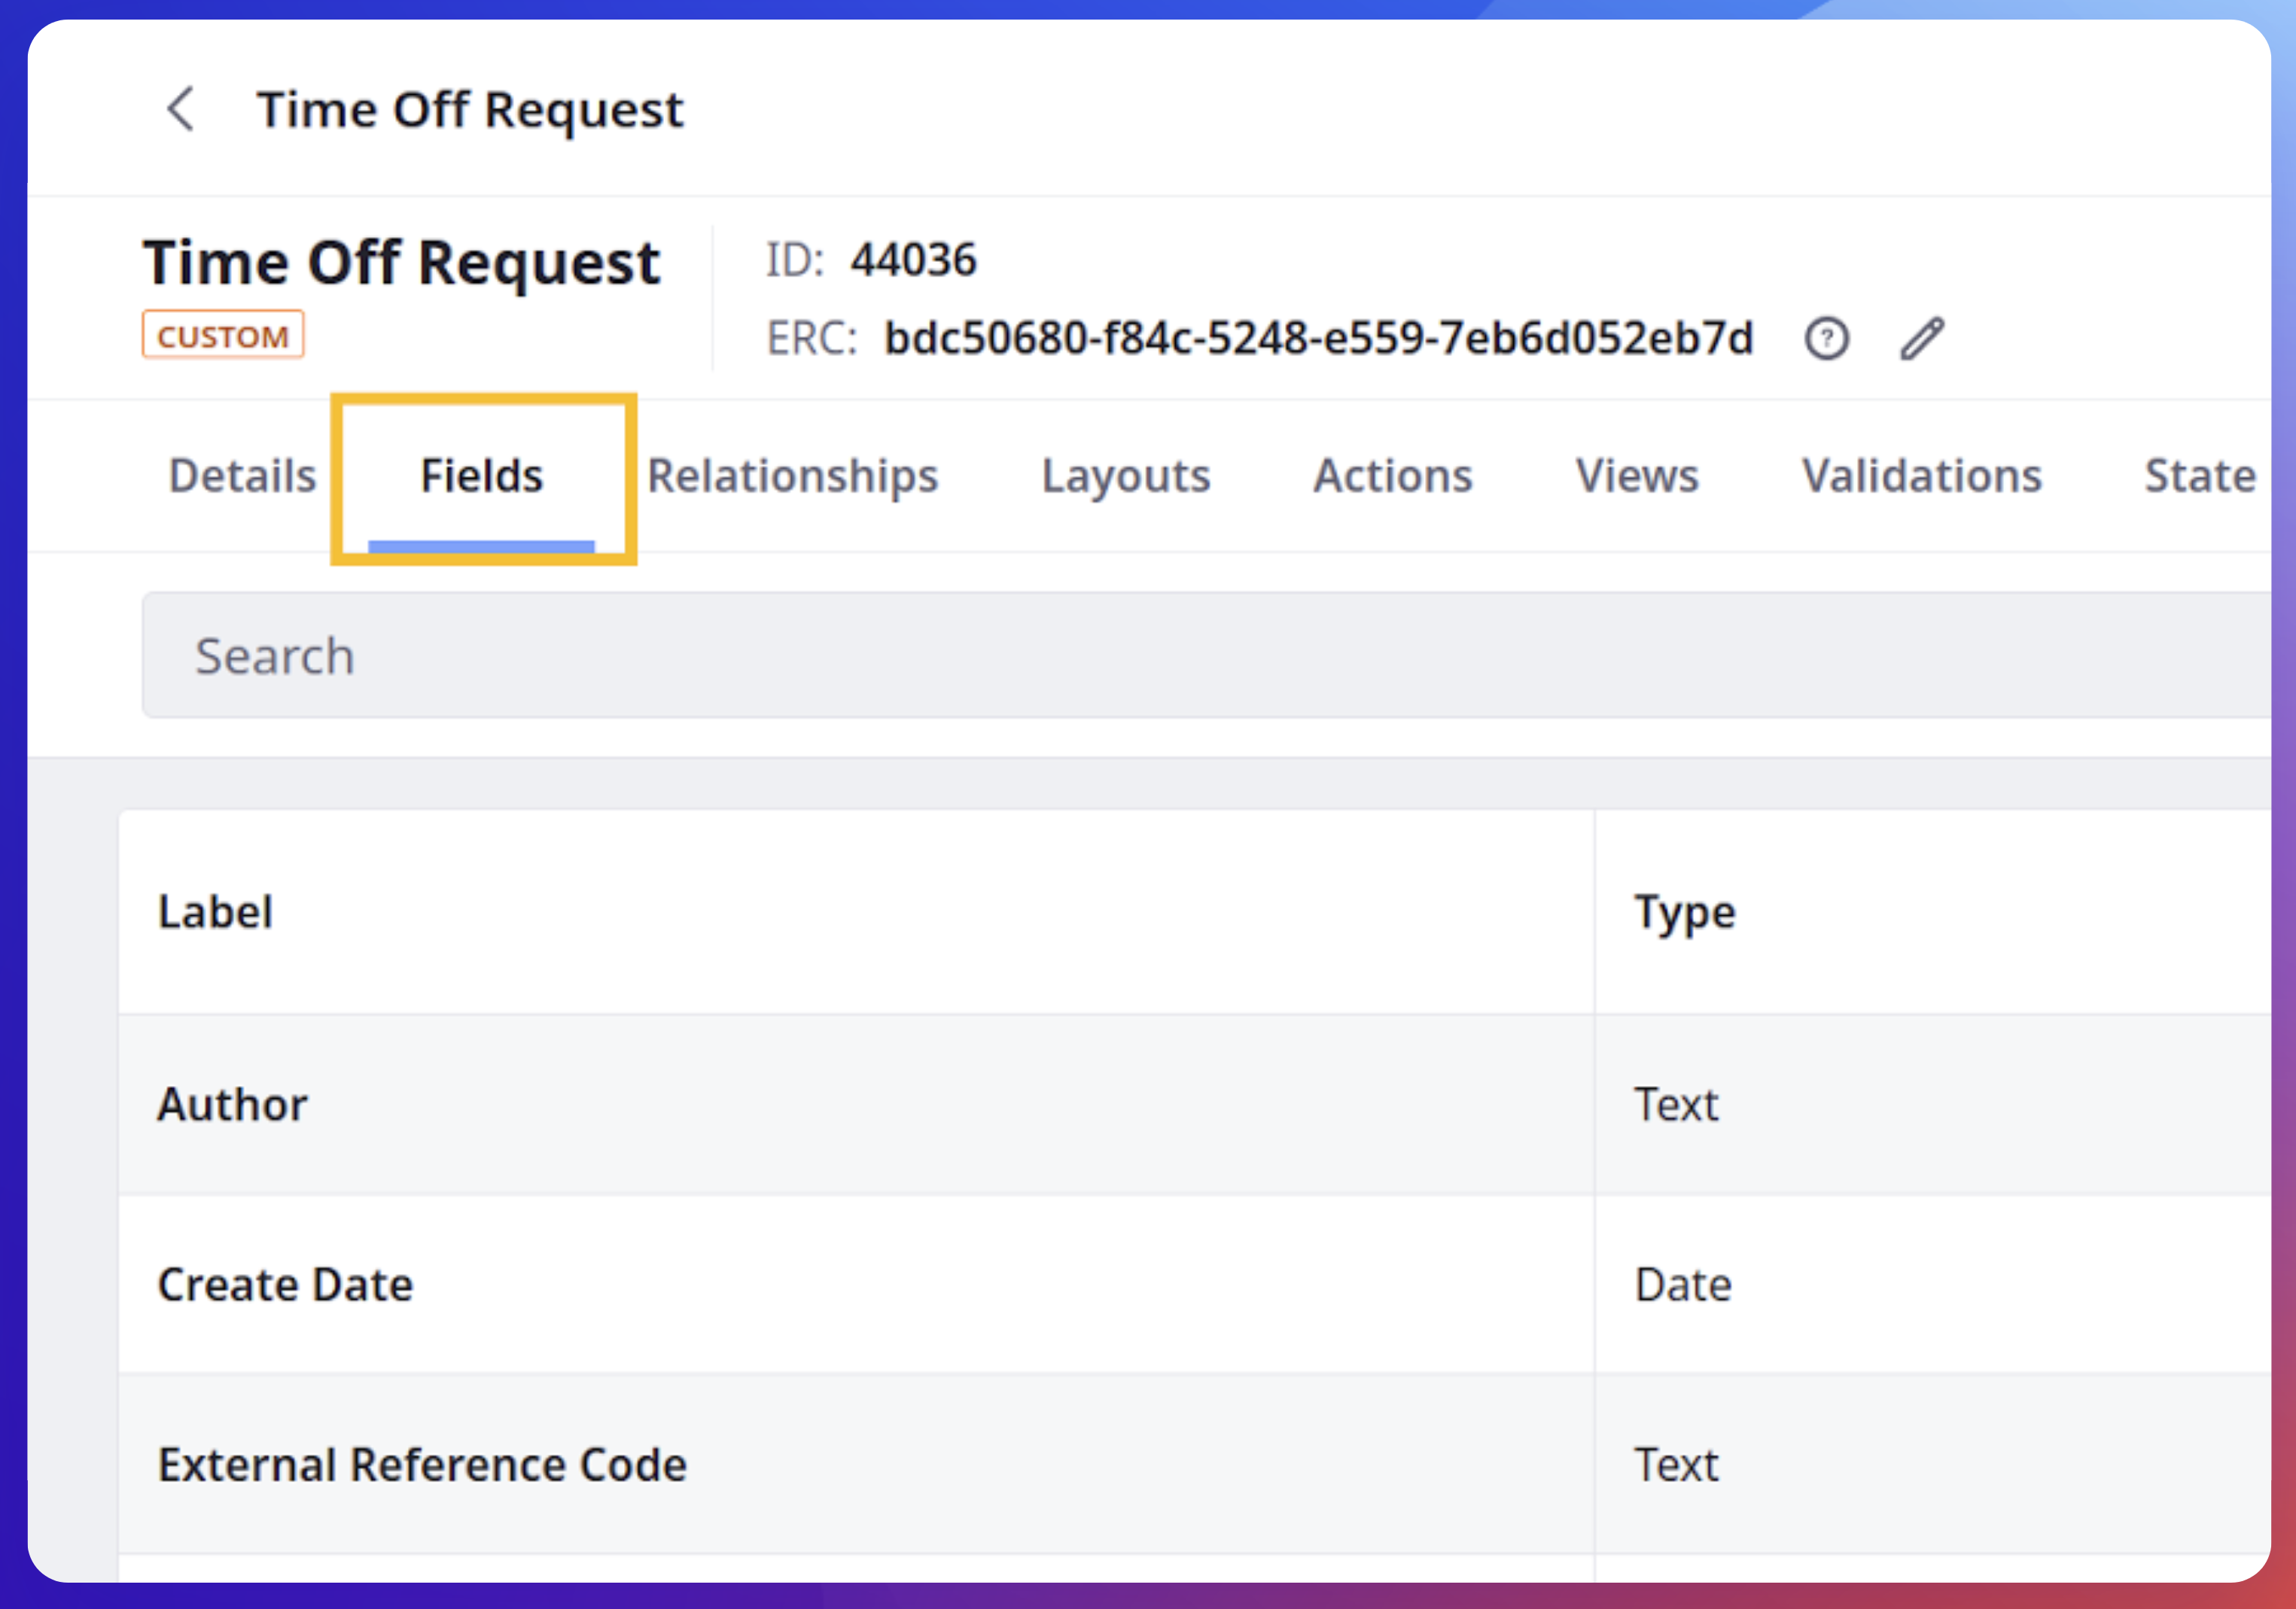 Time Off Request
Time Off Request
ID: 44036
CUSTOM
ERC: bdc50680-f84c-5248-e559-7eb6d052eb7d
Details Fields Relationships Layouts Actions Views Validations State
Search
Label Type
Author Text
Create Date Date
External Reference Code Text